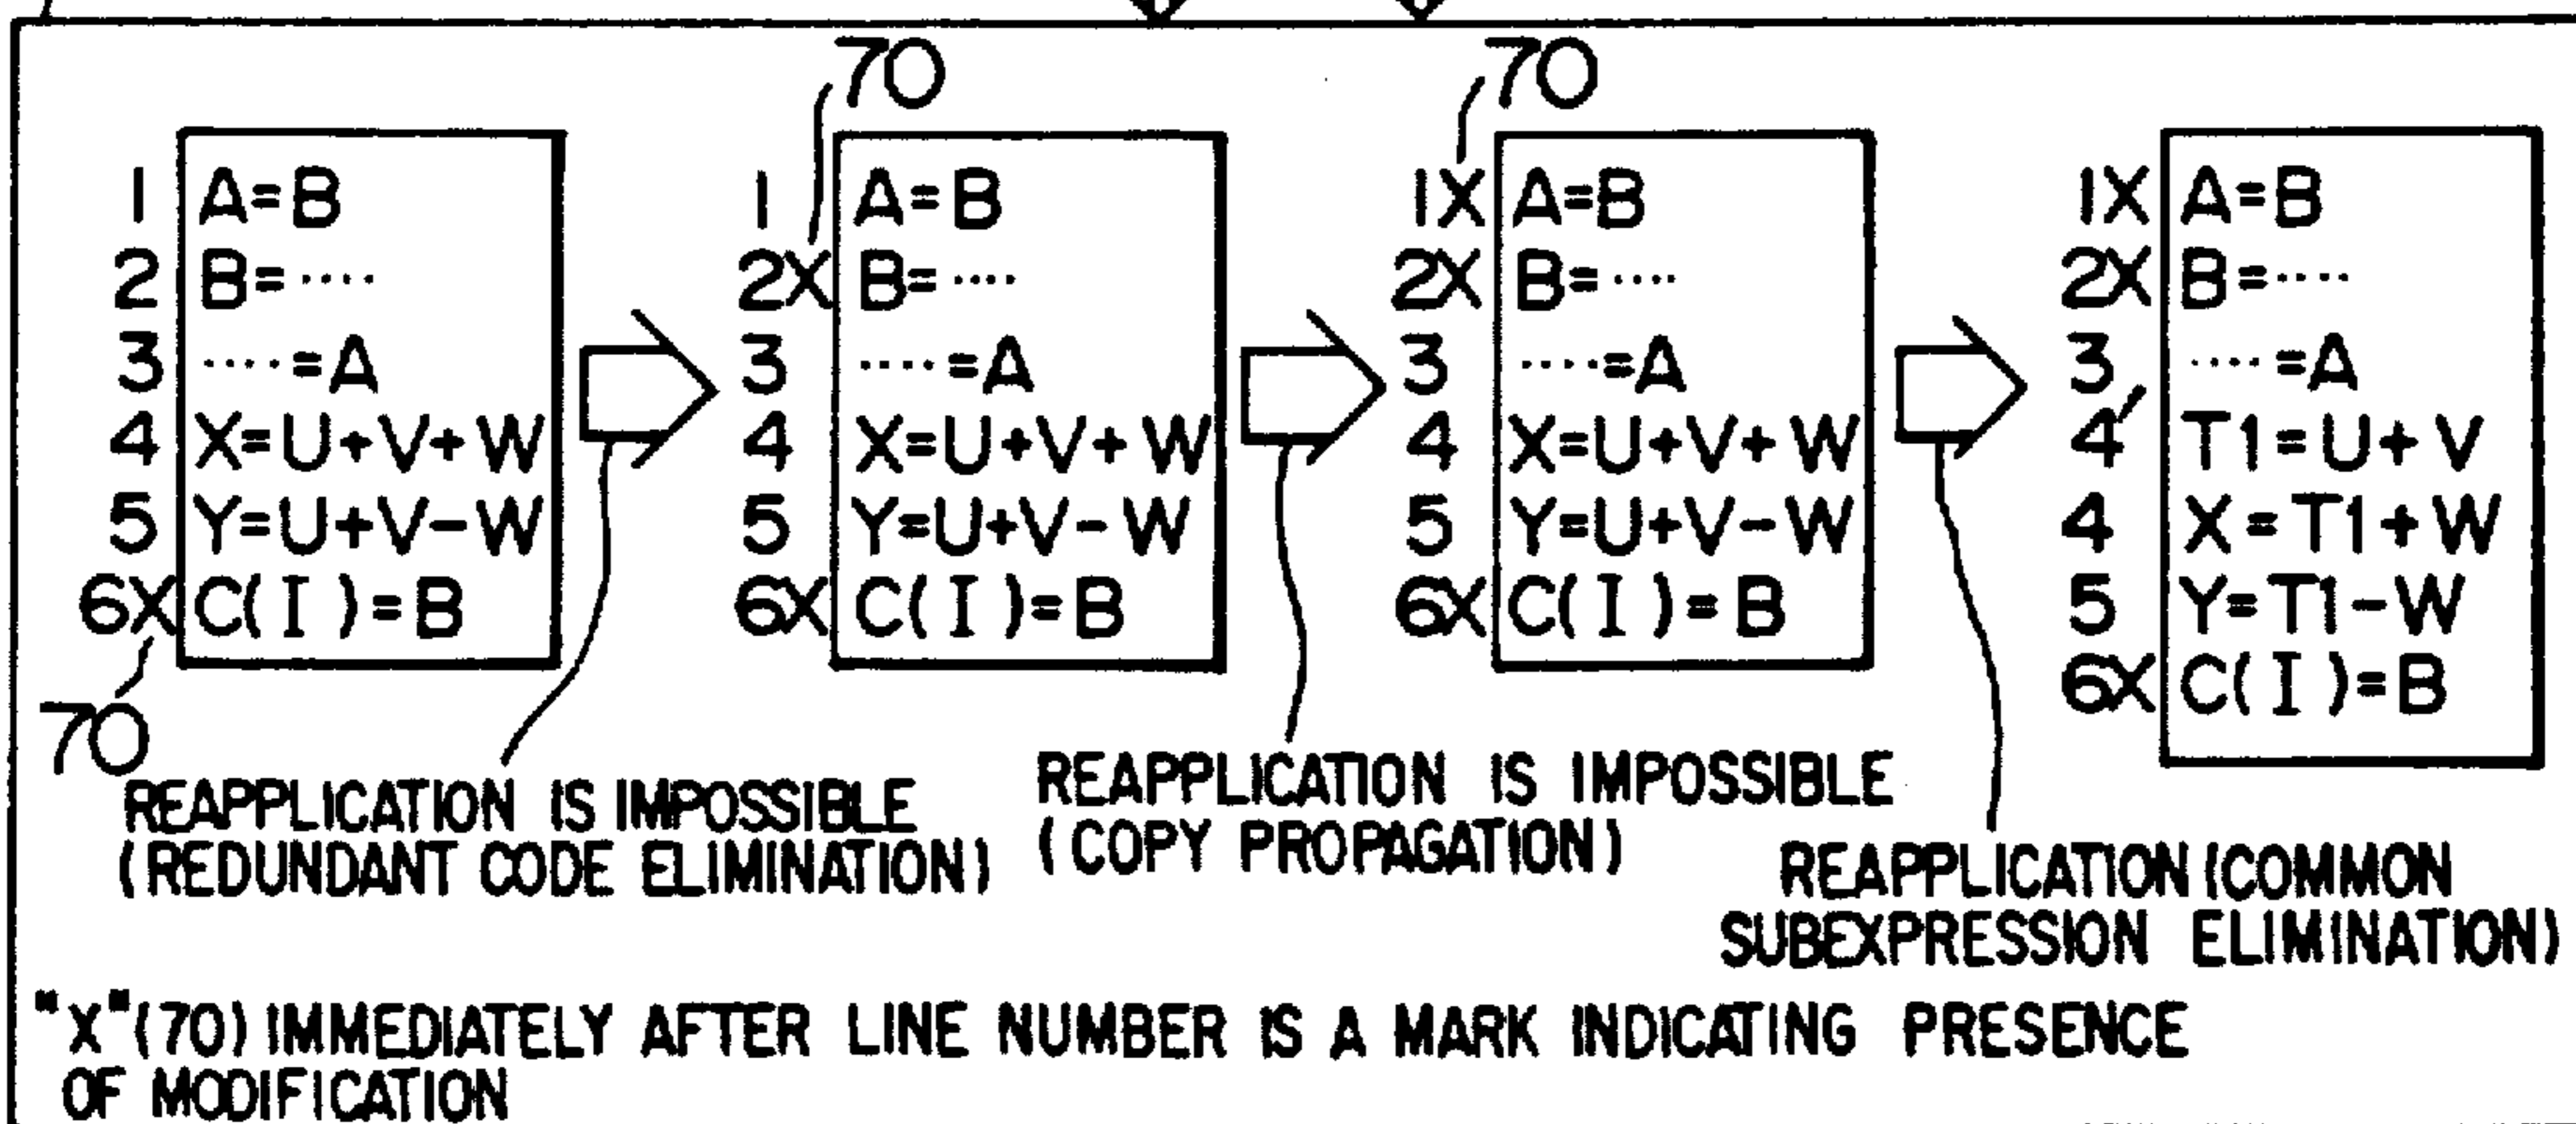 70
70
1 A=B
2 B=····
3 ····=A
4 X=U+V+W
5 Y=U+V-W
6X C(I)=B
70
1 A=B
2X B=····
3 ····=A
4 X=U+V+W
5 Y=U+V-W
6X C(I)=B
1X A=B
2X B=····
3 ····=A
4 X=U+V+W
5 Y=U+V-W
6X C(I)=B
1X A=B
2X B=····
3 ····=A
4' T1=U+V
4 X=T1+W
5 Y=T1-W
6X C(I)=B
REAPPLICATION IS IMPOSSIBLE
(REDUNDANT CODE ELIMINATION)
REAPPLICATION IS IMPOSSIBLE
(COPY PROPAGATION)
REAPPLICATION (COMMON
SUBEXPRESSION ELIMINATION)
"X"(70) IMMEDIATELY AFTER LINE NUMBER IS A MARK INDICATING PRESENCE
OF MODIFICATION